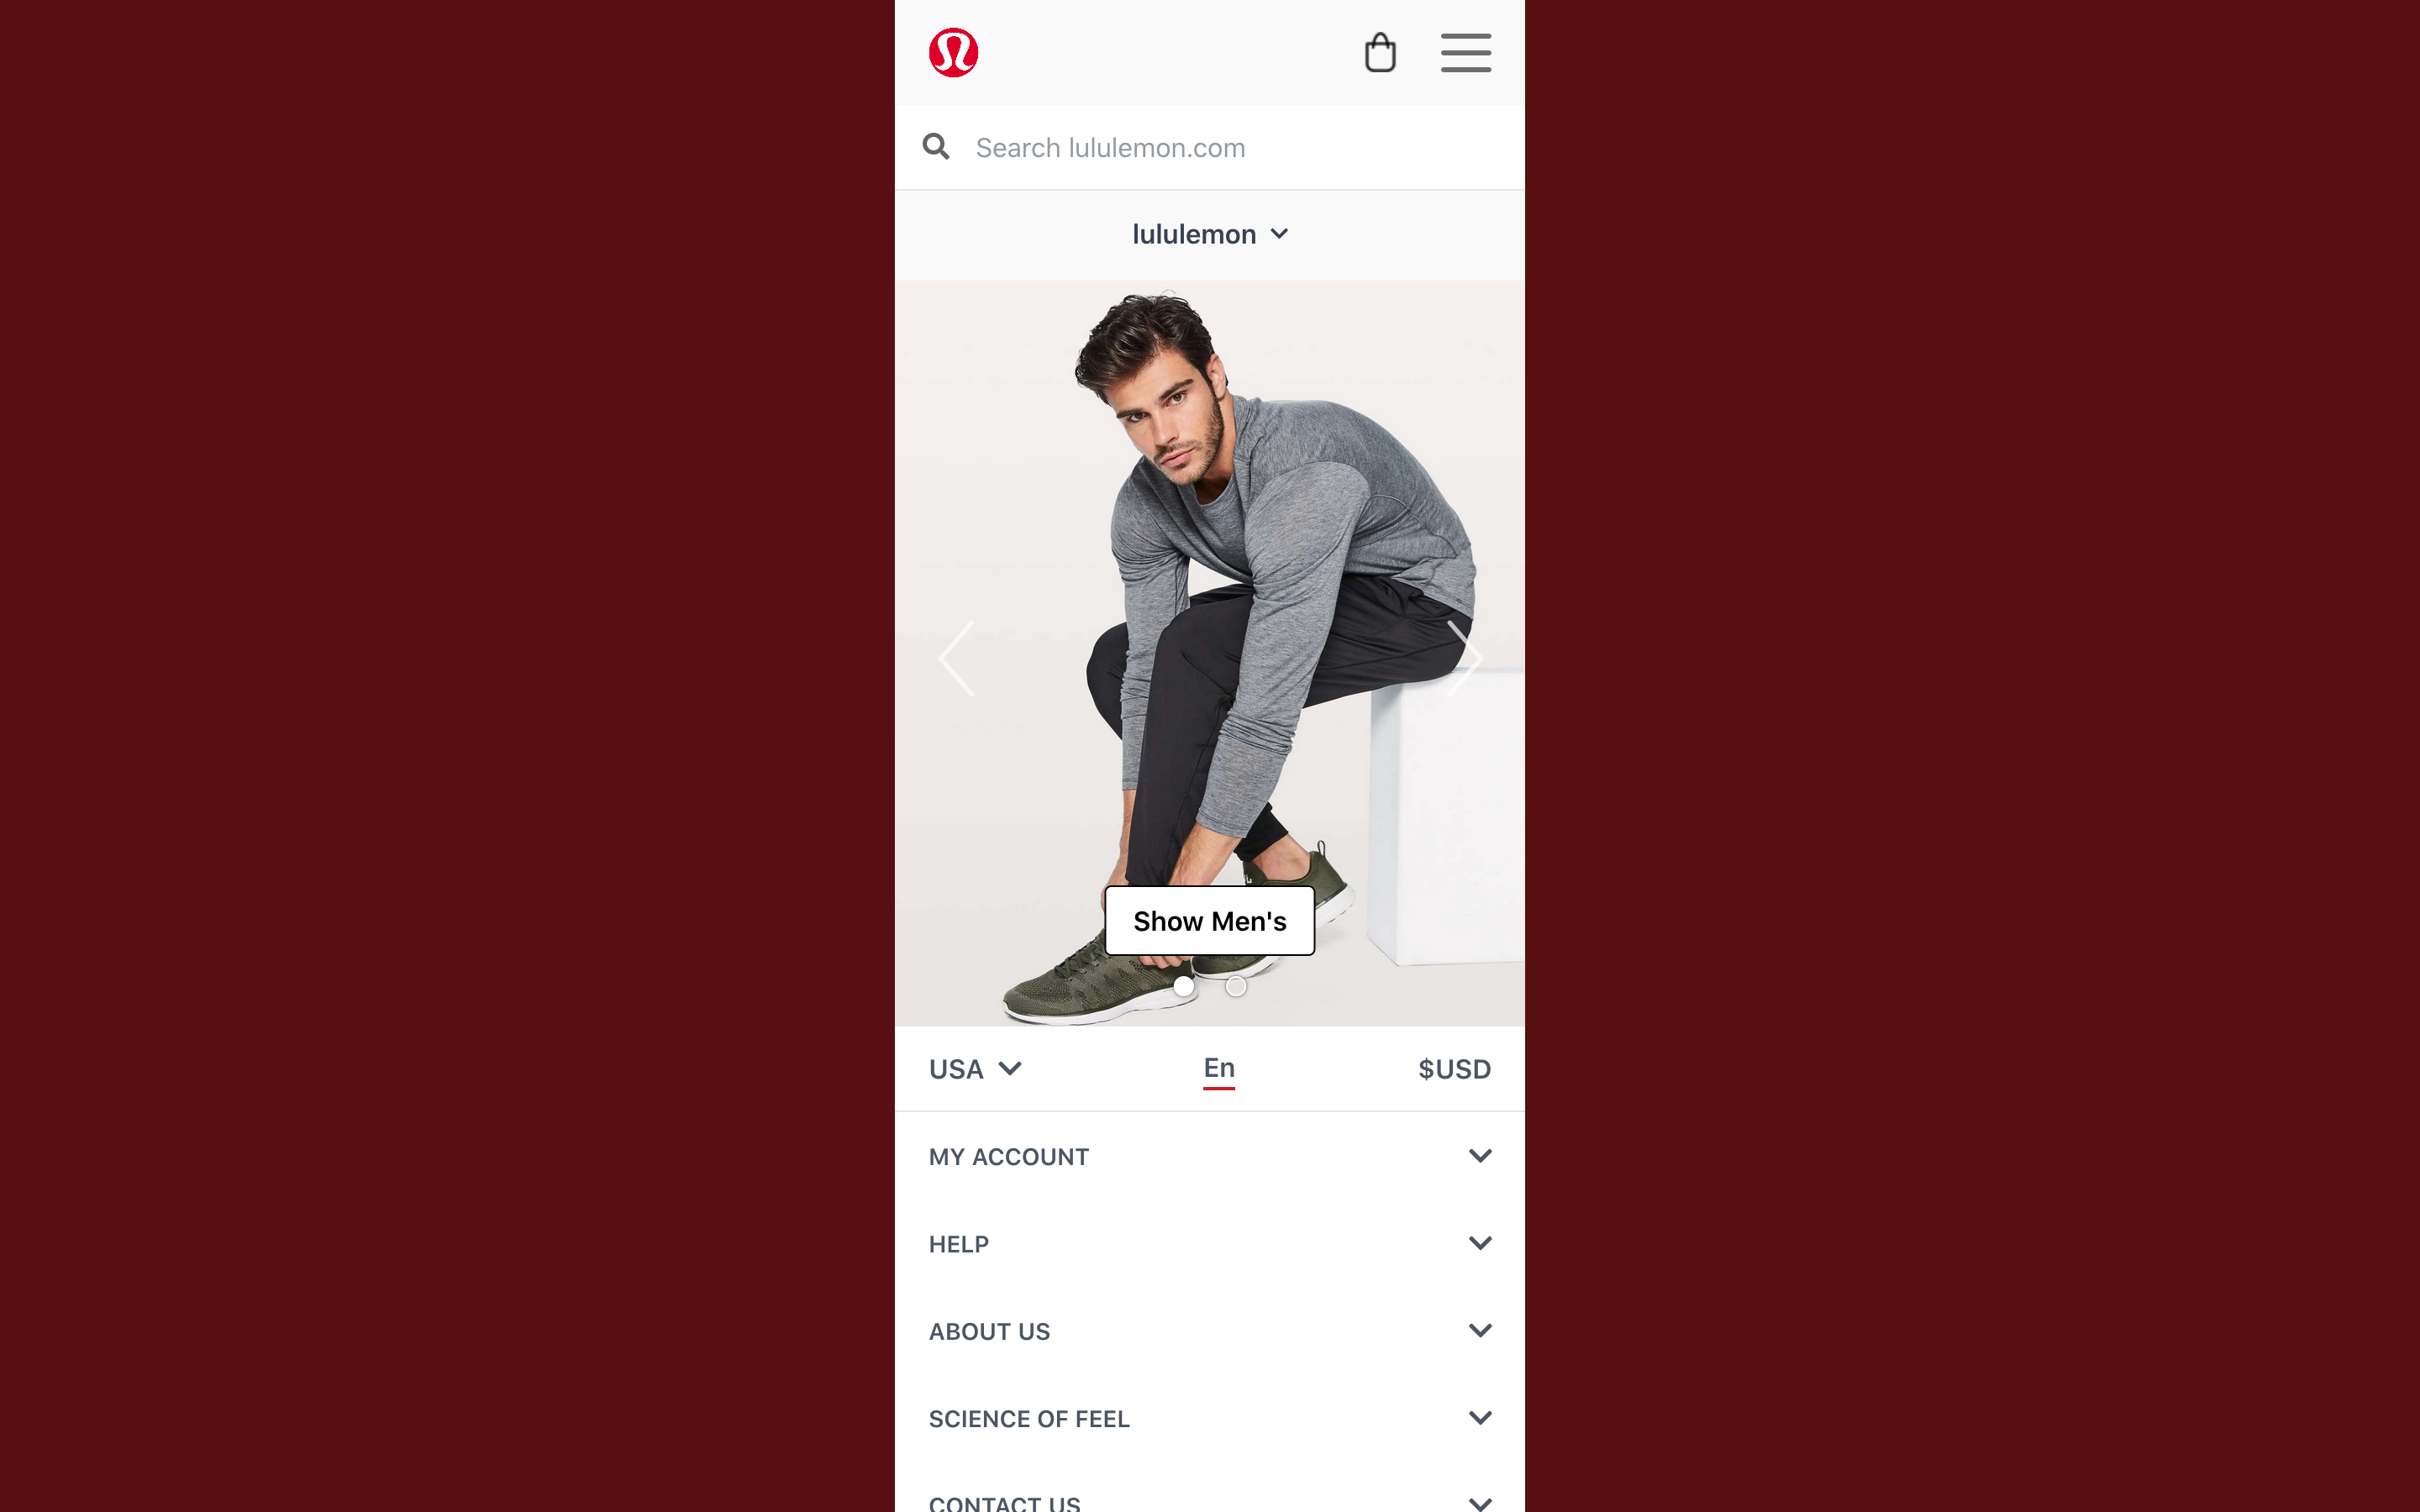 Search lululemon.com
lululemon
Show Men's
USA En $USD
MY ACCOUNT
HELP
ABOUT US
SCIENCE OF FEEL
CONTACT US